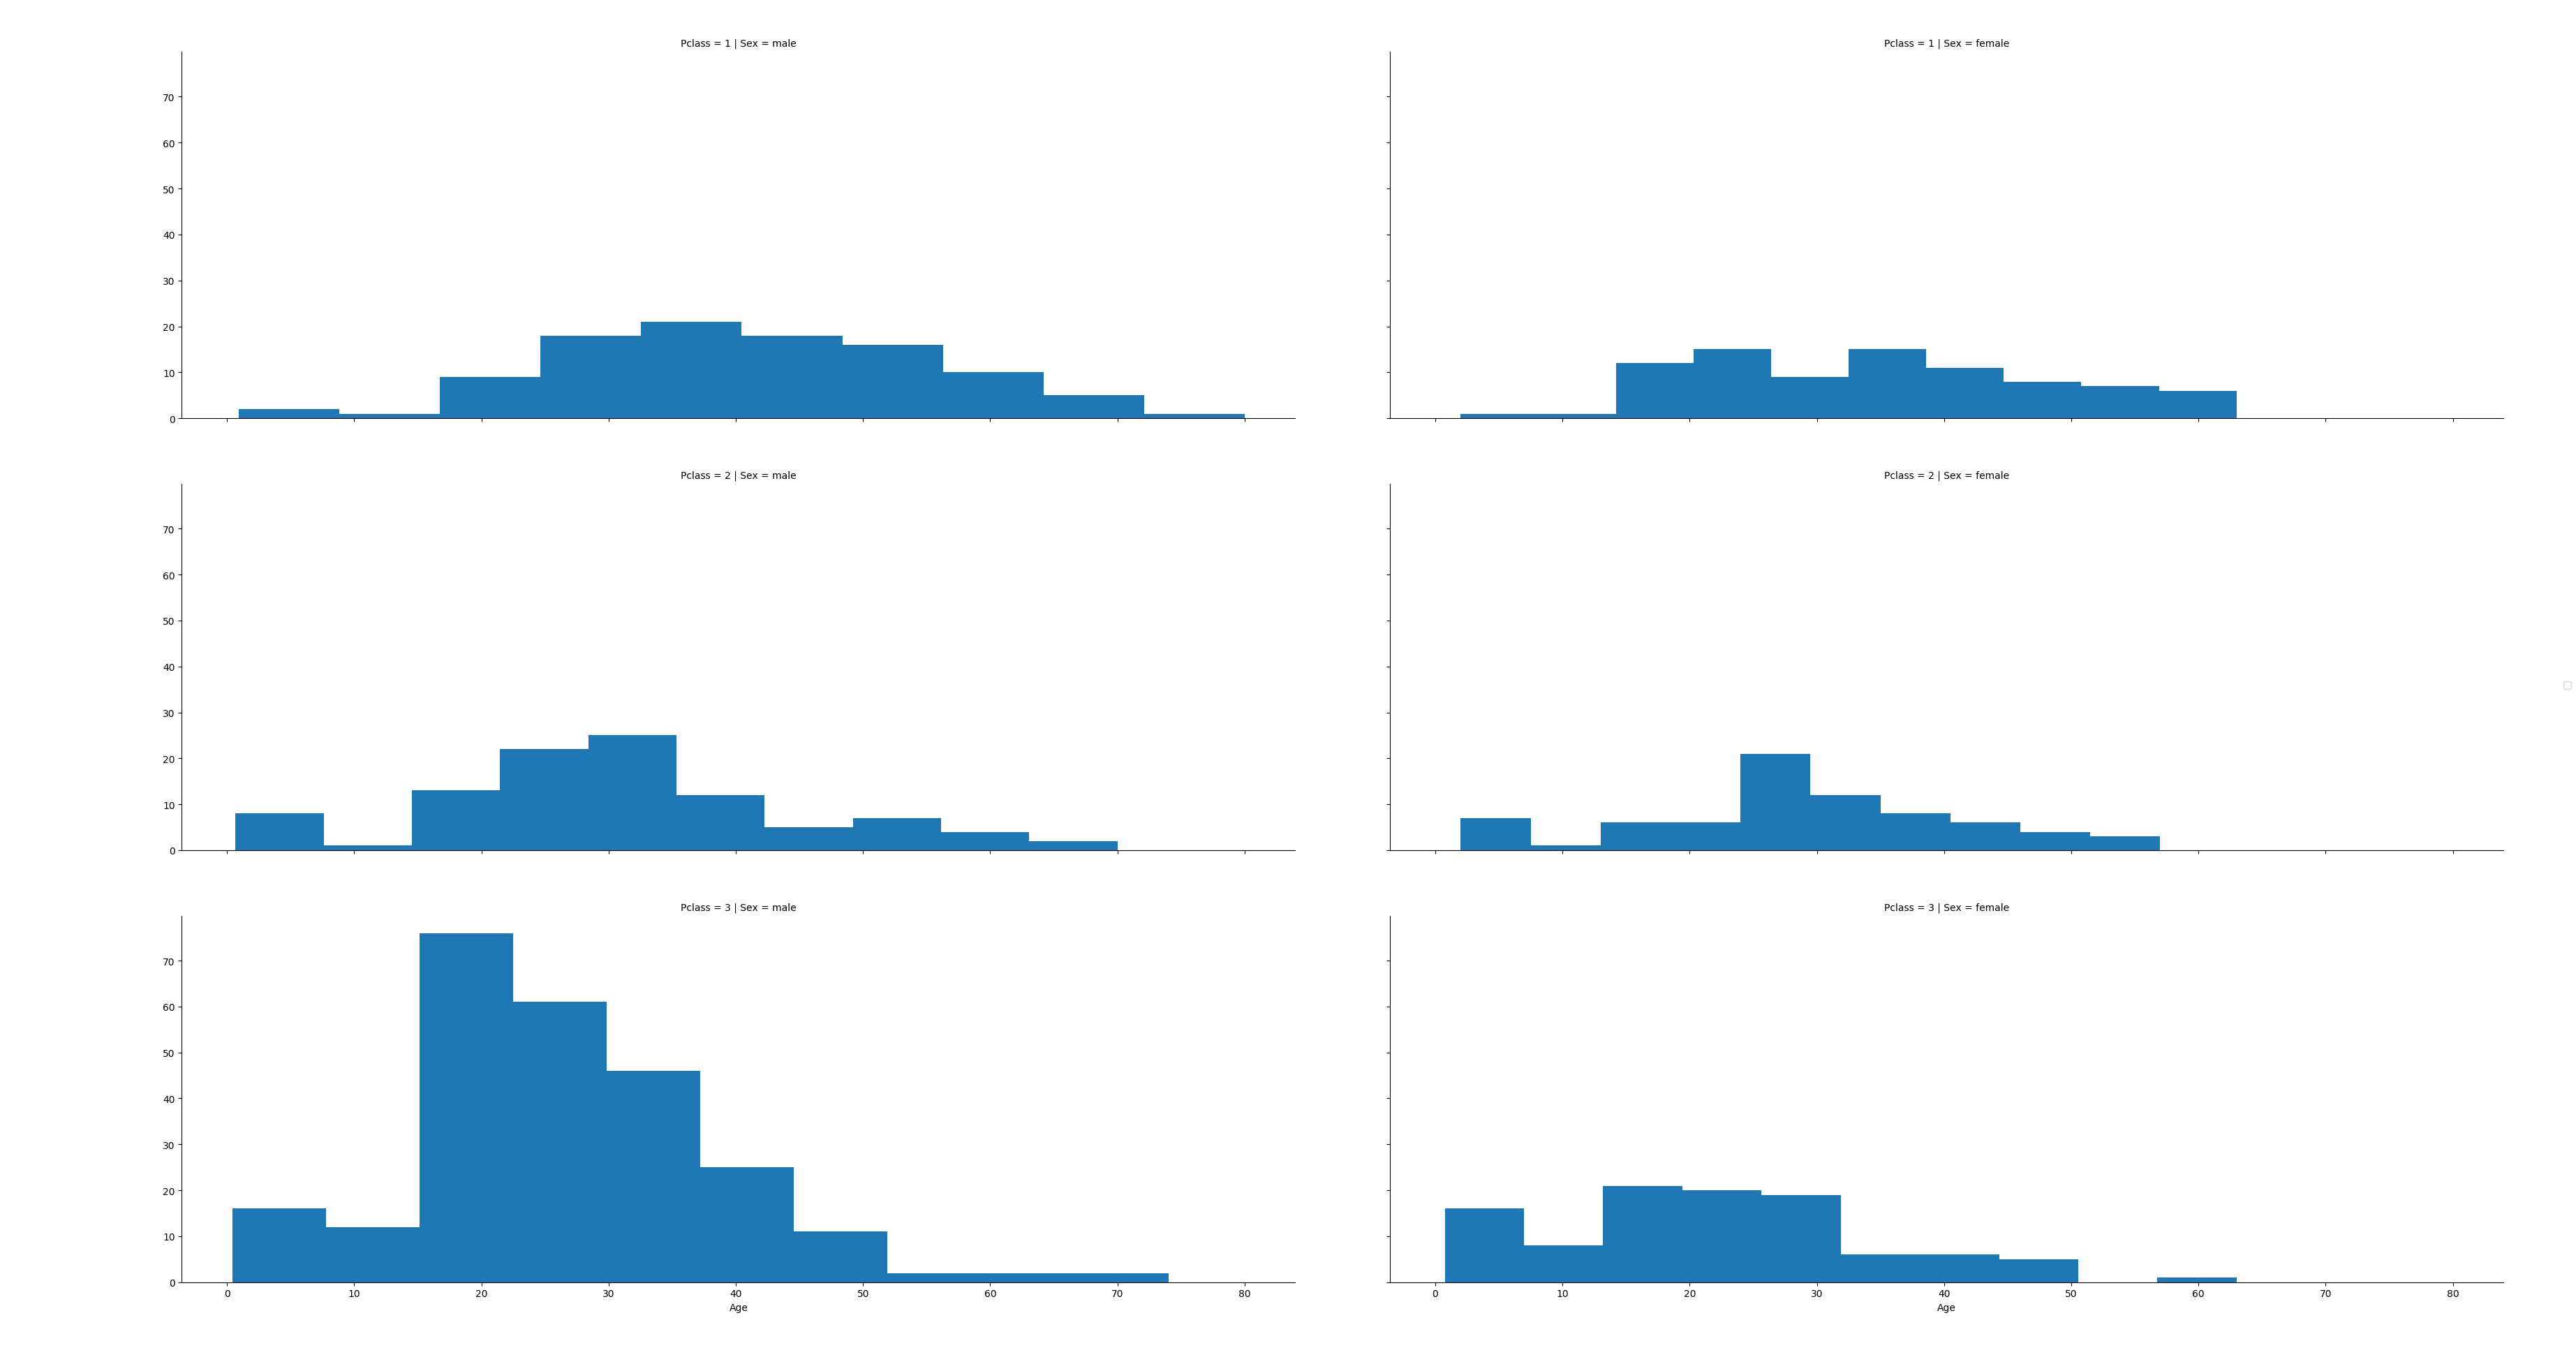 Pclass = 1 | Sex = male
70
60
50
40
30
20
10
0
Pclass = 1 | Sex = female
Pclass = 2 | Sex = male
70
60
50
40
30
20
10
0
Pclass = 2 | Sex = female
Pclass = 3 | Sex = male
70
60
50
40
30
20
10
0
0 10 20 30 40 50 60 70 80
Age
Pclass = 3 | Sex = female
0 10 20 30 40 50 60 70 80
Age